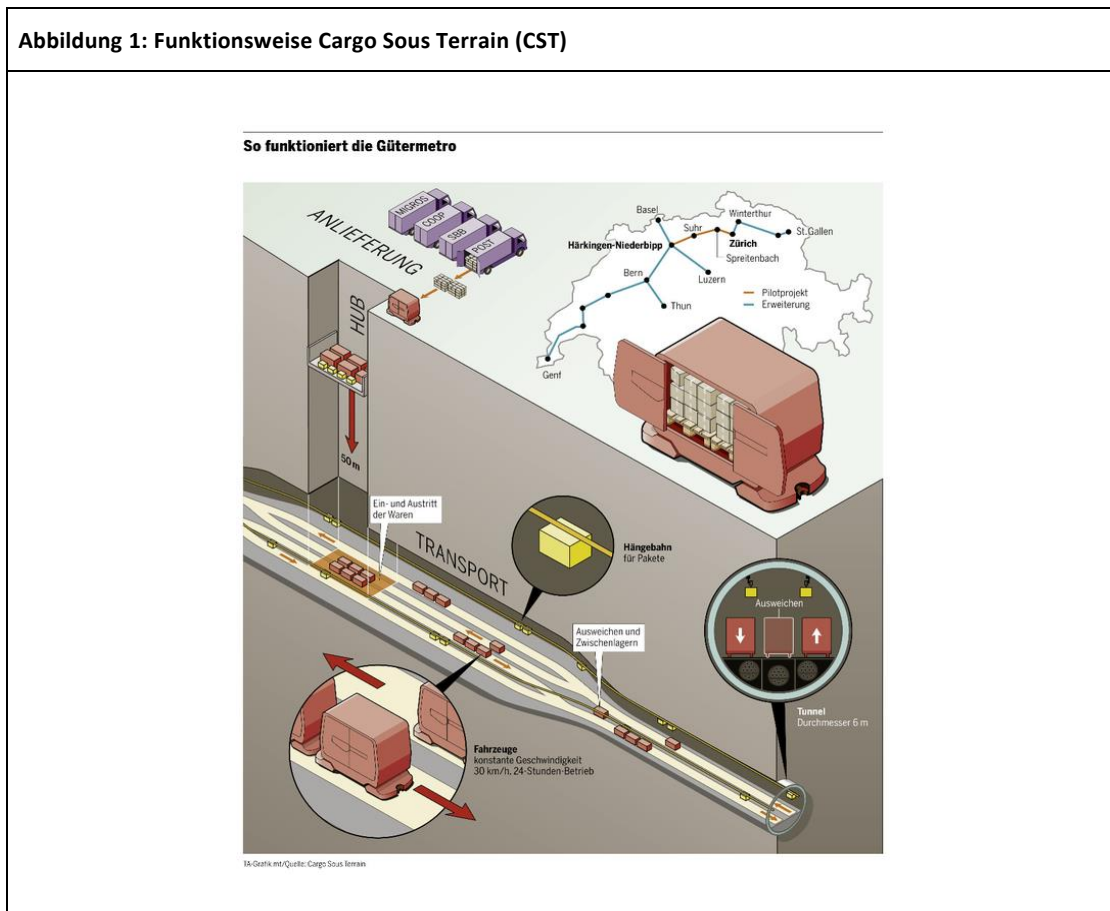 Abbildung 1: Funktionsweise Cargo Sous Terrain (CST)
So funktioniert die Gütermetro
ANLIEFERUNG
MIGROS
COOP
SBB
POST
HUB
50 m
Basel
Winterthur
Suhr
St.Gallen
Härkingen-Niederbipp
Zürich
Spreitenbach
Bern
Luzern
Pilotprojekt
Thun
Erweiterung
Genf
Ein- und Austritt
der Waren
TRANSPORT
Hängebahn
für Pakete
Ausweichen
Ausweichen und
Zwischenlagern
Tunnel
Durchmesser 6 m
Fahrzeuge
konstante Geschwindigkeit
30 km/h, 24-Stunden-Betrieb
TA-Grafik mt/Quelle: Cargo Sous Terrain